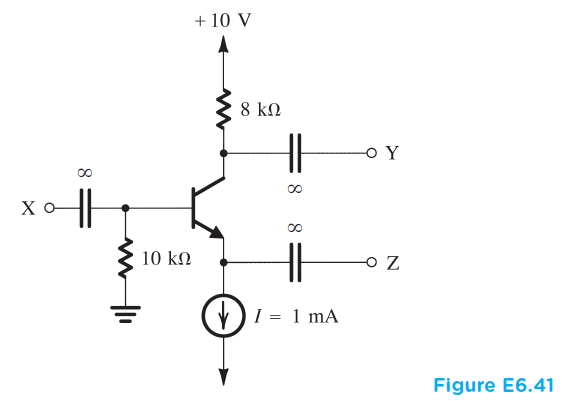 + 10 V
8 kΩ
Y
∞
∞
X
∞
10 kΩ
Z
I = 1 mA
Figure E6.41